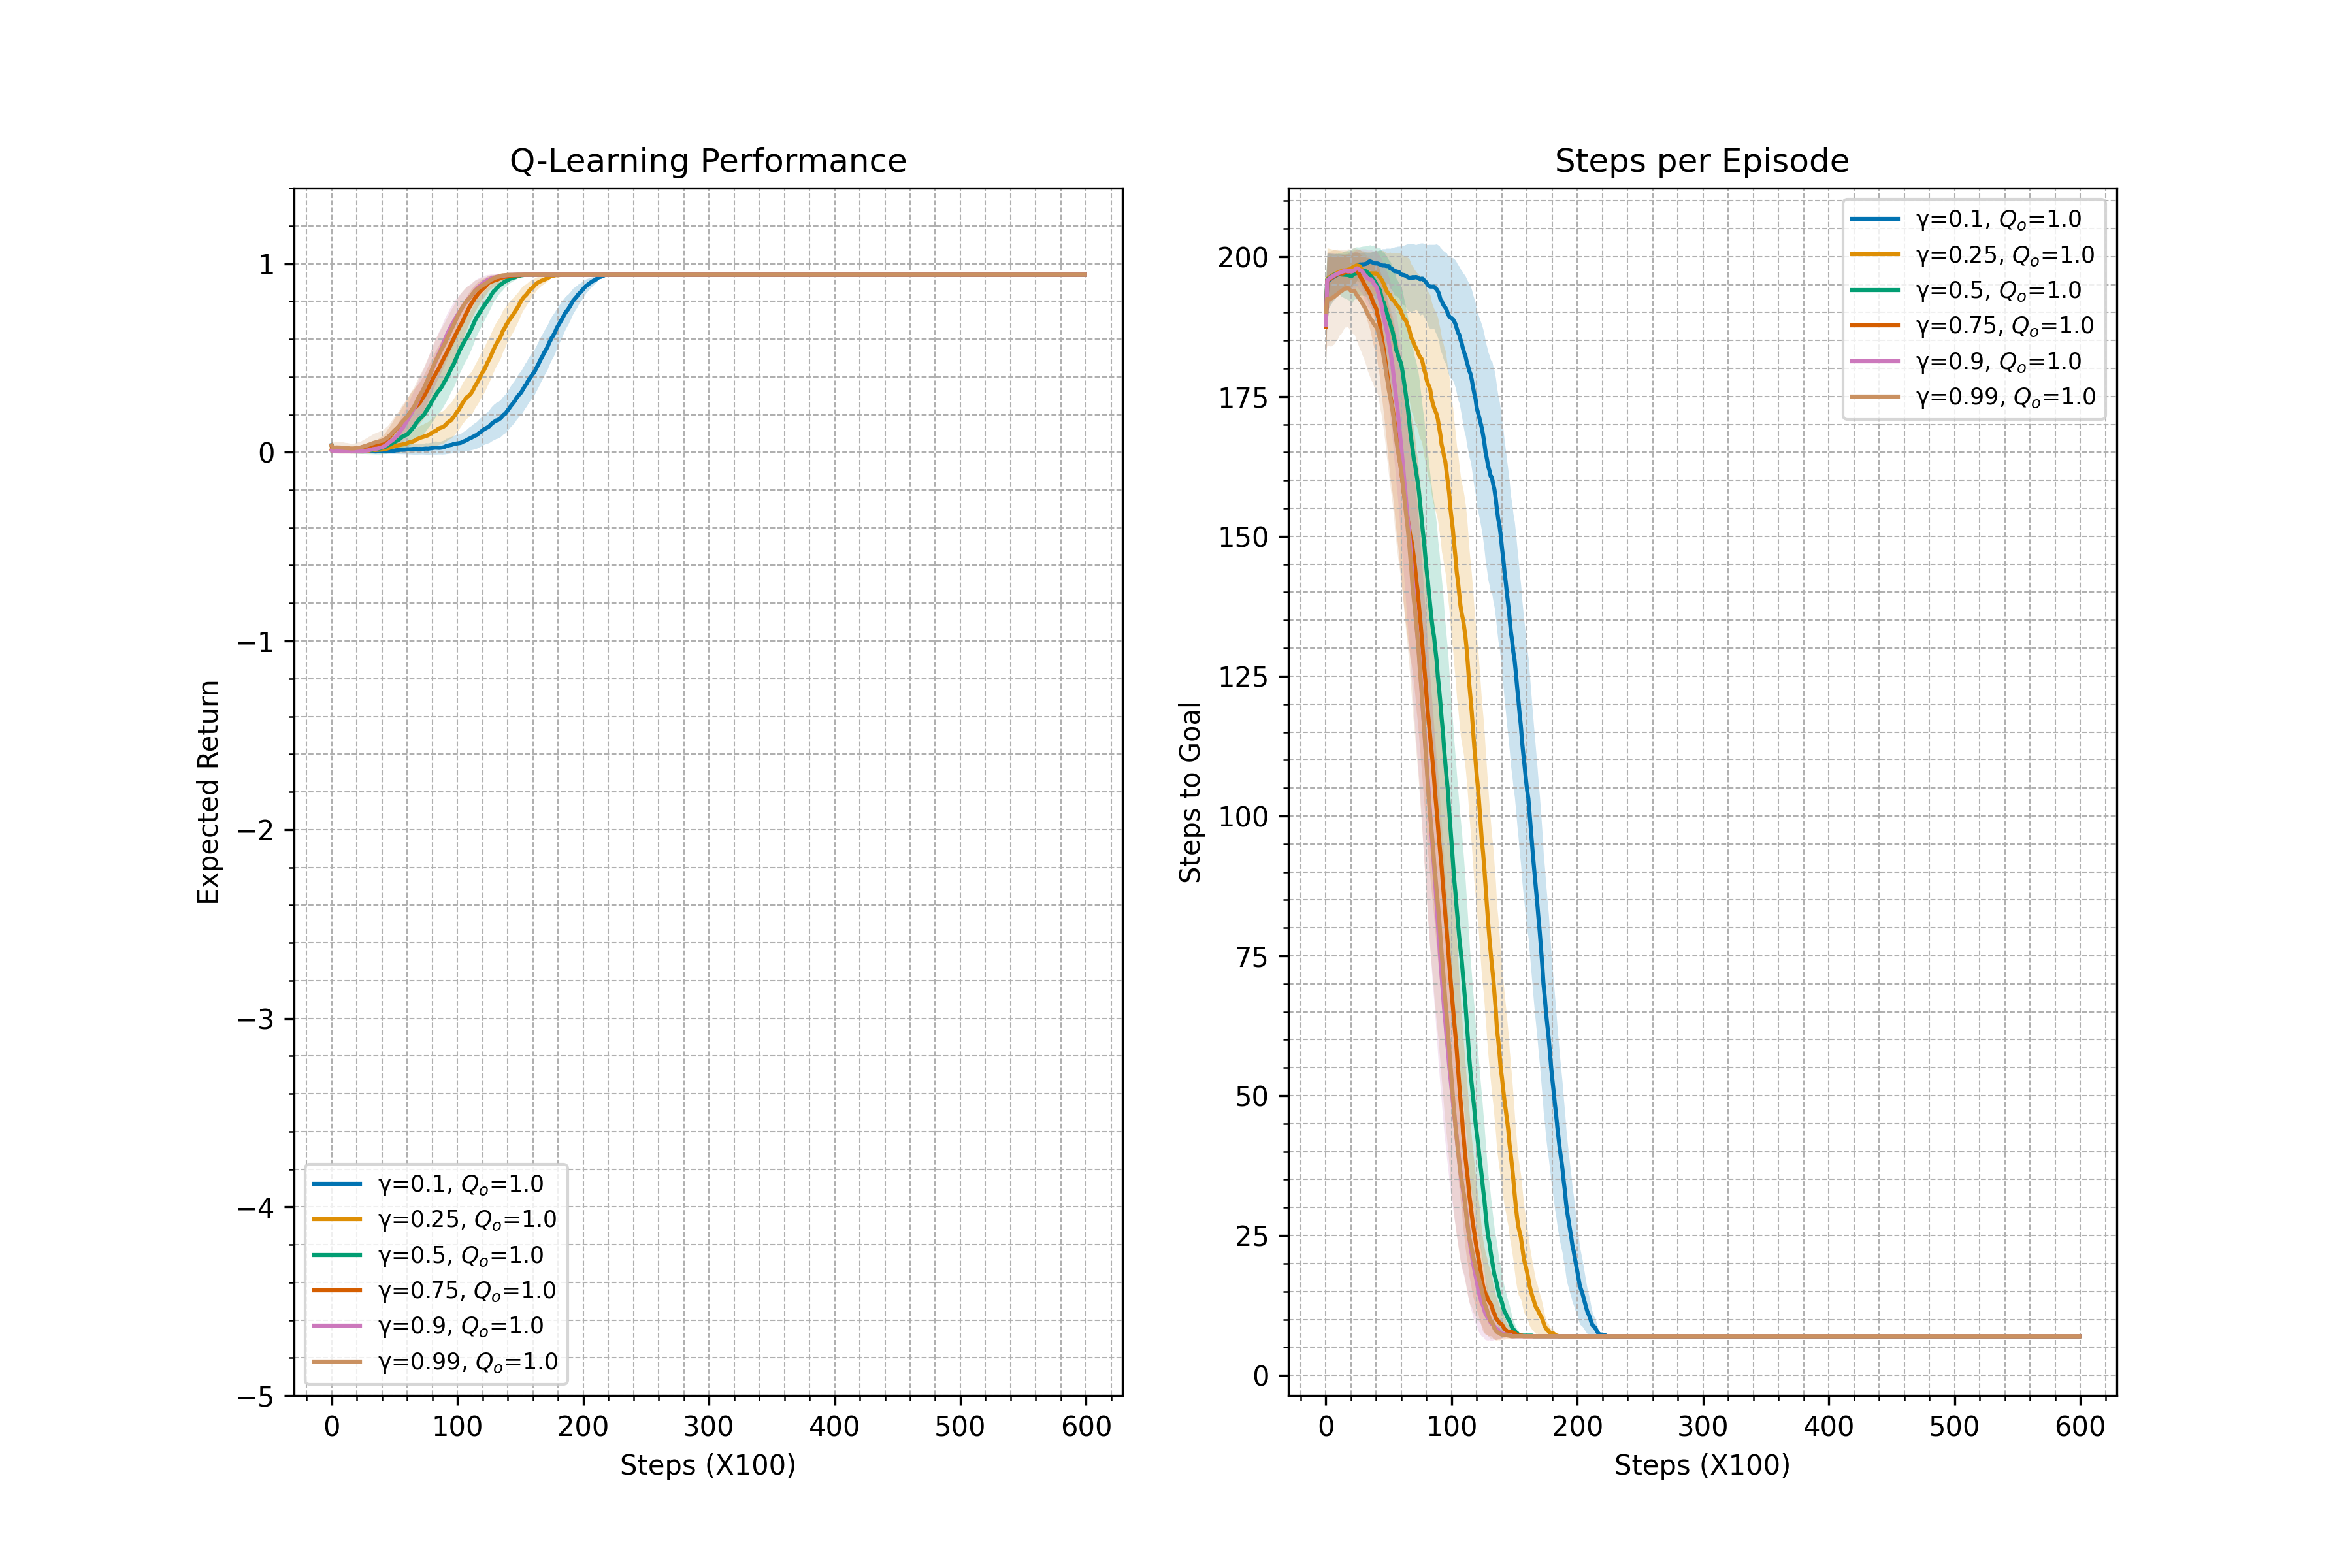 Q-Learning Performance
Expected Return
1
0
−1
−2
−3
−4
−5
γ=0.1, Qo=1.0
γ=0.25, Qo=1.0
γ=0.5, Qo=1.0
γ=0.75, Qo=1.0
γ=0.9, Qo=1.0
γ=0.99, Qo=1.0
0 100 200 300 400 500 600
Steps (X100)
Steps per Episode
Steps to Goal
200
175
150
125
100
75
50
25
0
γ=0.1, Qo=1.0
γ=0.25, Qo=1.0
γ=0.5, Qo=1.0
γ=0.75, Qo=1.0
γ=0.9, Qo=1.0
γ=0.99, Qo=1.0
0 100 200 300 400 500 600
Steps (X100)